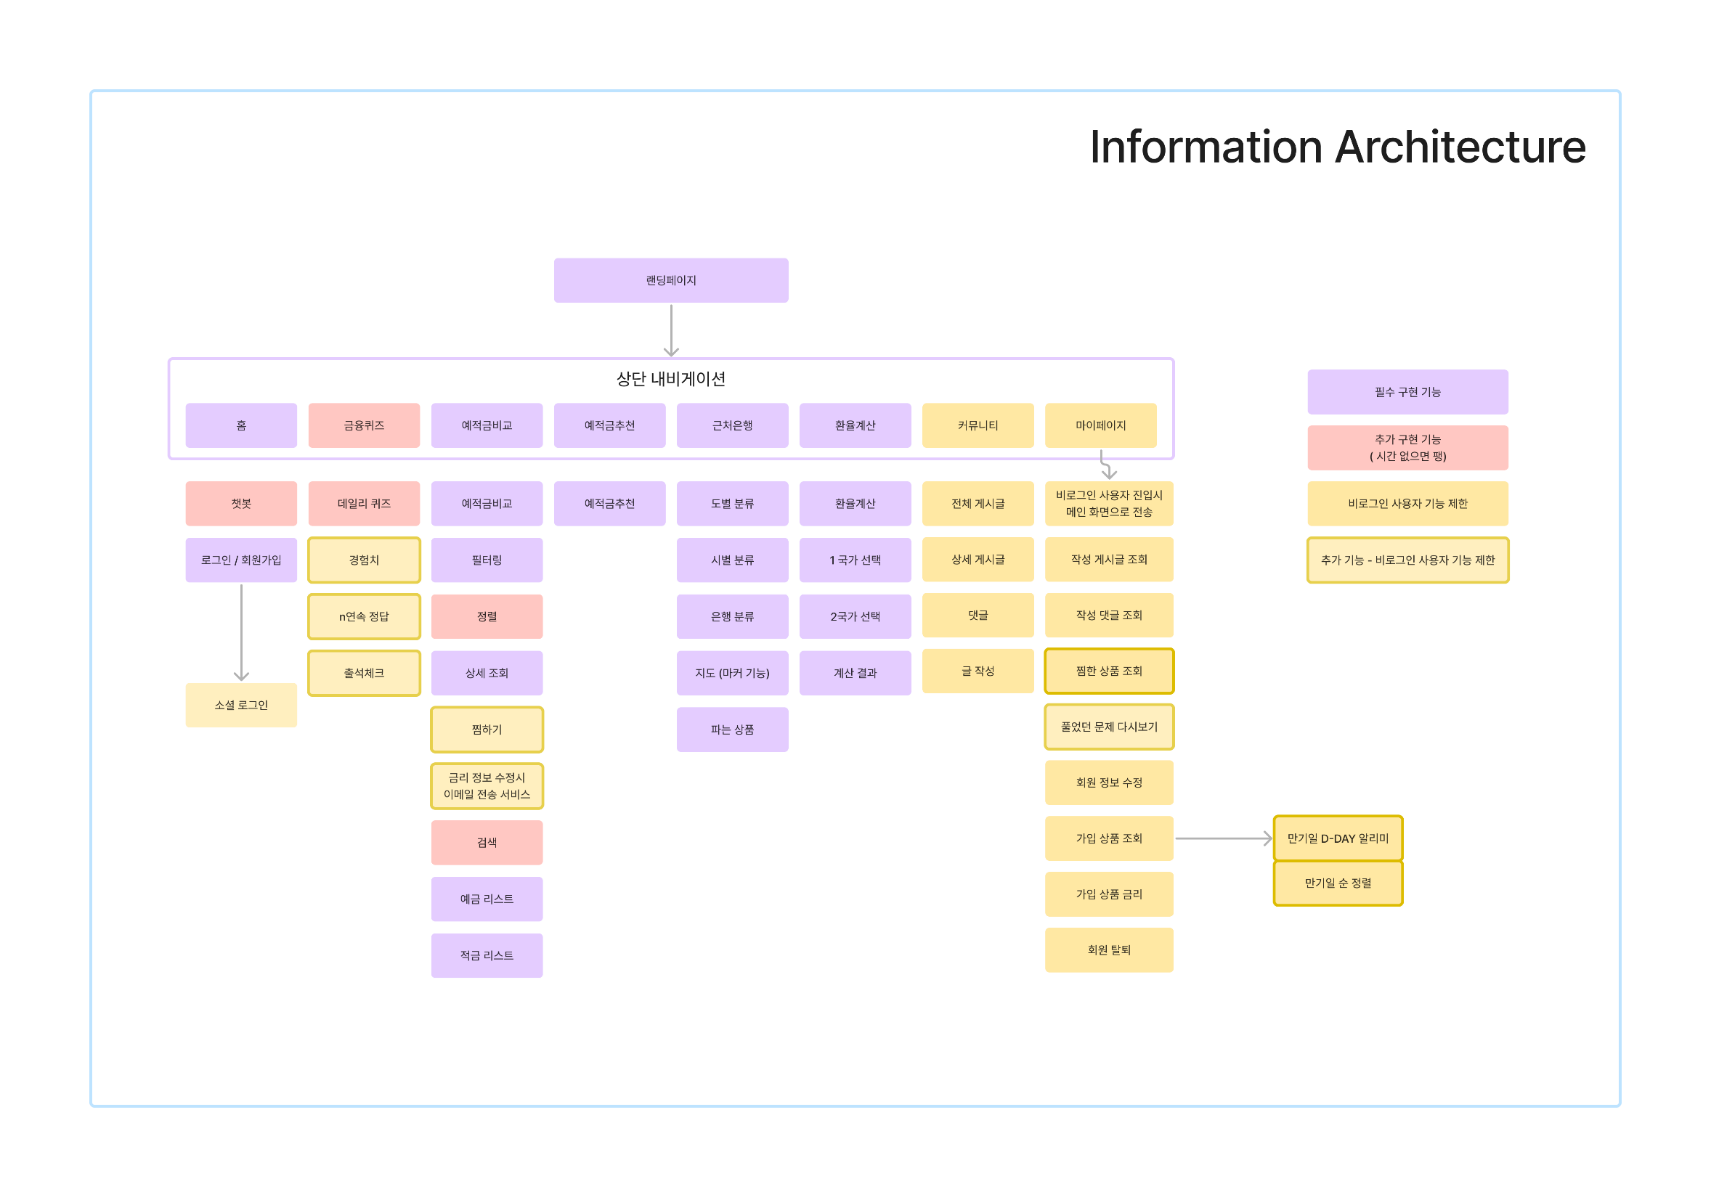 Information Architecture
랜딩페이지
상단 내비게이션
홈
금융퀴즈
예적금비교
예적금추천
근처은행
환율계산
커뮤니티
마이페이지
챗봇
로그인 / 회원가입
소셜 로그인
데일리 퀴즈
경험치
n연속 정답
출석체크
예적금비교
필터링
정렬
상세 조회
찜하기
금리 정보 수정시
이메일 전송 서비스
검색
예금 리스트
적금 리스트
예적금추천
도별 분류
시별 분류
은행 분류
지도 (마커 기능)
파는 상품
환율계산
1 국가 선택
2국가 선택
계산 결과
전체 게시글
상세 게시글
댓글
글 작성
비로그인 사용자 진입시
메인 화면으로 전송
작성 게시글 조회
작성 댓글 조회
찜한 상품 조회
풀었던 문제 다시보기
회원 정보 수정
가입 상품 조회
가입 상품 금리
회원 탈퇴
만기일 D-DAY 알리미
만기일 순 정렬
필수 구현 기능
추가 구현 기능
( 시간 없으면 팽)
비로그인 사용자 기능 제한
추가 기능 - 비로그인 사용자 기능 제한